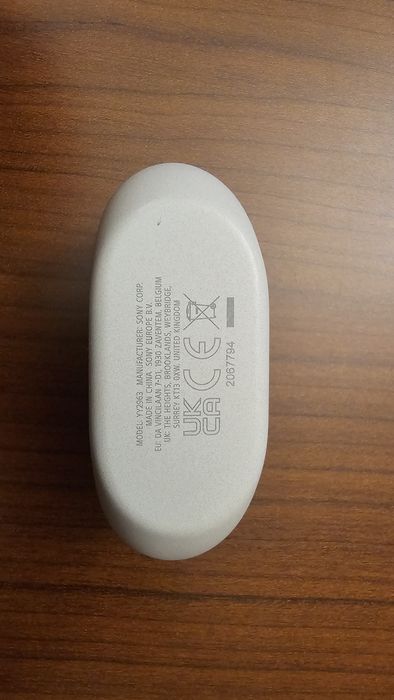 MODEL: YY2963 MANUFACTURER: SONY CORP.
MADE IN CHINA SONY EUROPE B.V.
EU: DA VINCILAAN 7-D1, 1930 ZAVENTEM, BELGIUM
UK: THE HEIGHTS, BROOKLANDS, WEYBRIDGE,
SURREY KT13 0XW, UNITED KINGDOM
UK
CA CE
2067794